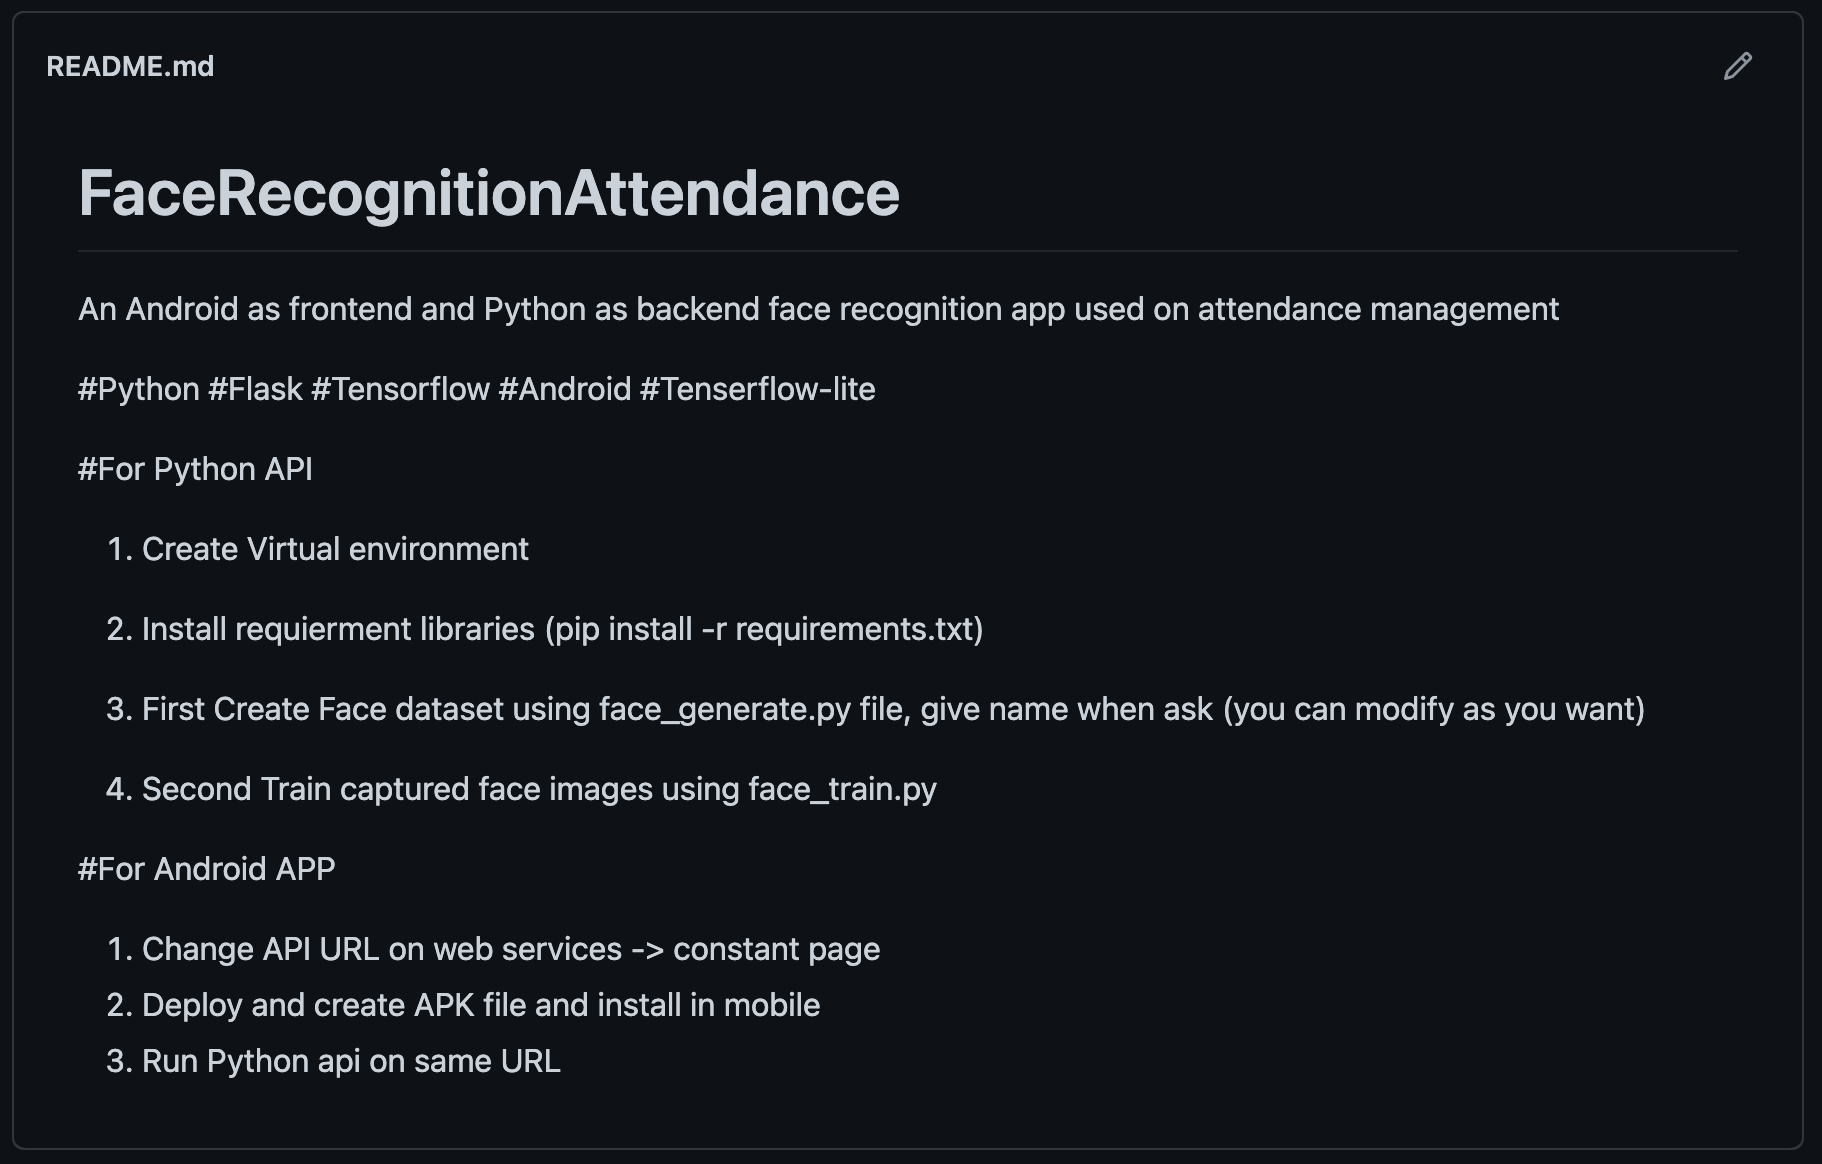 README.md
FaceRecognitionAttendance
An Android as frontend and Python as backend face recognition app used on attendance management
#Python #Flask #Tensorflow #Android #Tenserflow-lite
#For Python API
1. Create Virtual environment
2. Install requierment libraries (pip install -r requirements.txt)
3. First Create Face dataset using face_generate.py file, give name when ask (you can modify as you want)
4. Second Train captured face images using face_train.py
#For Android APP
1. Change API URL on web services -> constant page
2. Deploy and create APK file and install in mobile
3. Run Python api on same URL